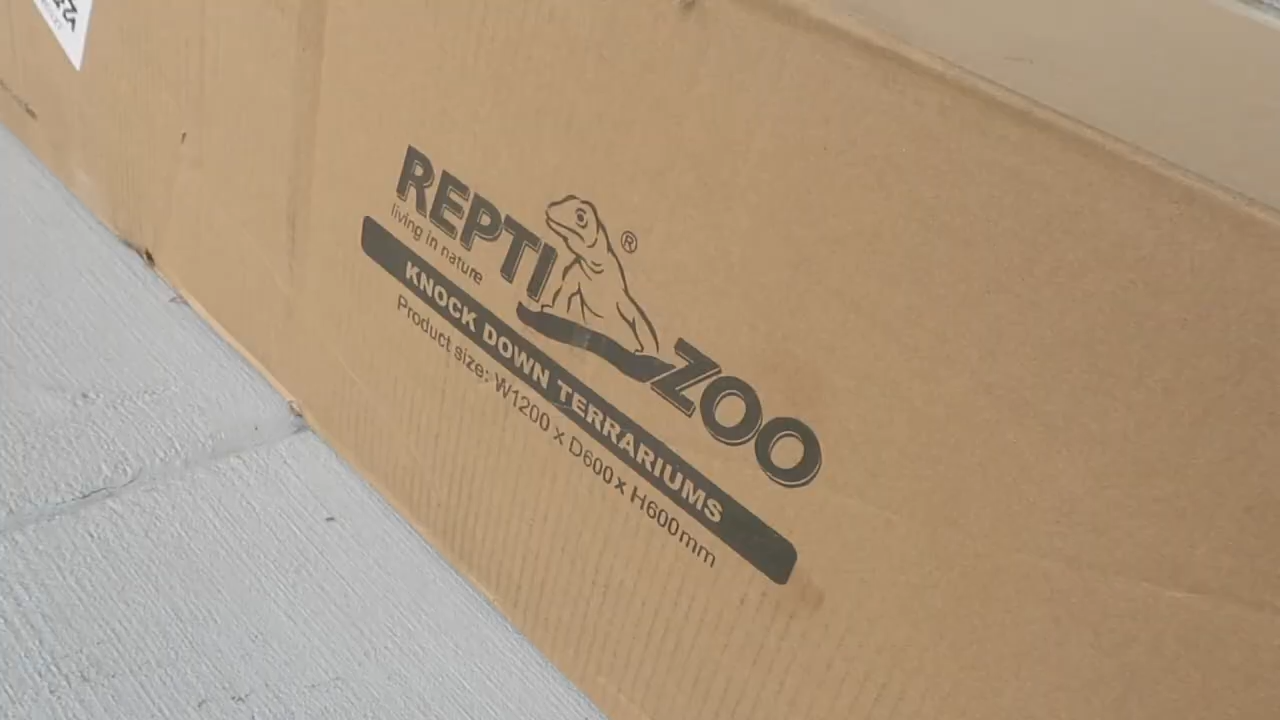 REPTI ZOO ®
living in nature
KNOCK DOWN TERRARIUMS
Product size: W1200 x D600 x H600mm